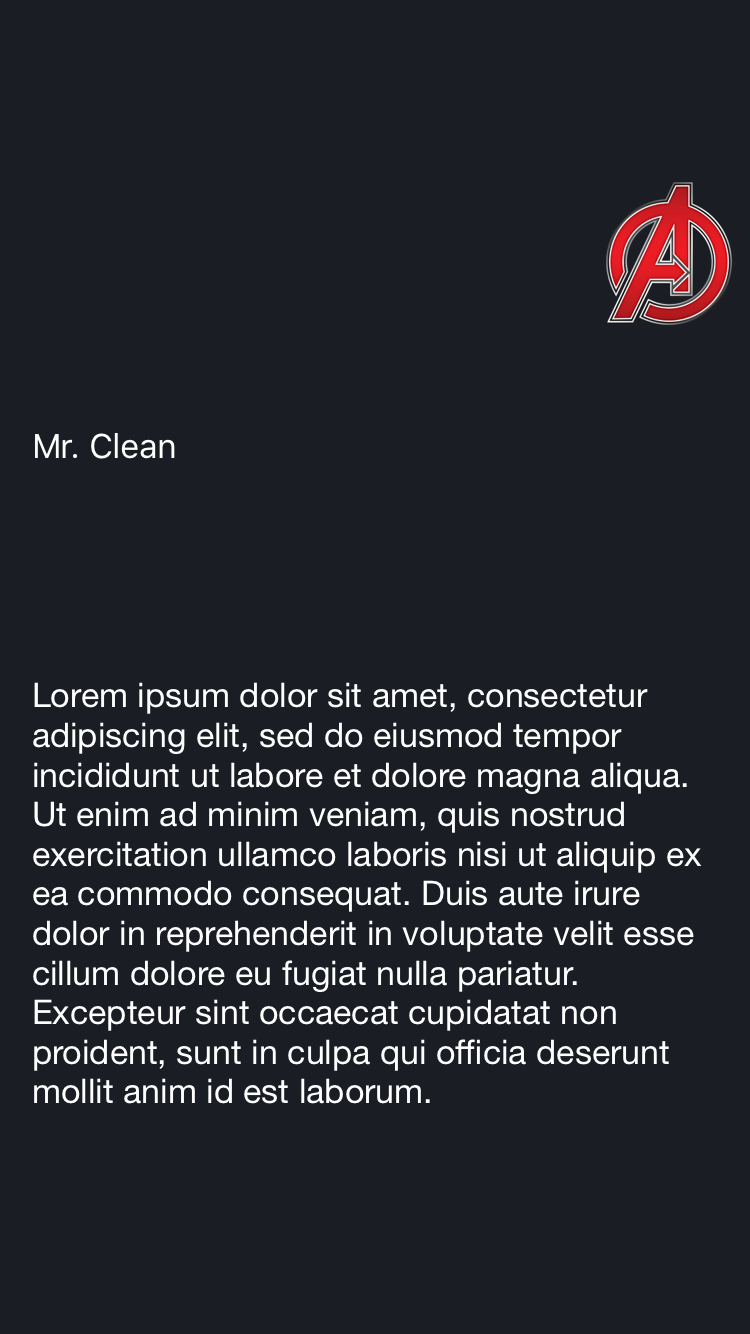 Mr. Clean
Lorem ipsum dolor sit amet, consectetur
adipiscing elit, sed do eiusmod tempor
incididunt ut labore et dolore magna aliqua.
Ut enim ad minim veniam, quis nostrud
exercitation ullamco laboris nisi ut aliquip ex
ea commodo consequat. Duis aute irure
dolor in reprehenderit in voluptate velit esse
cillum dolore eu fugiat nulla pariatur.
Excepteur sint occaecat cupidatat non
proident, sunt in culpa qui officia deserunt
mollit anim id est laborum.